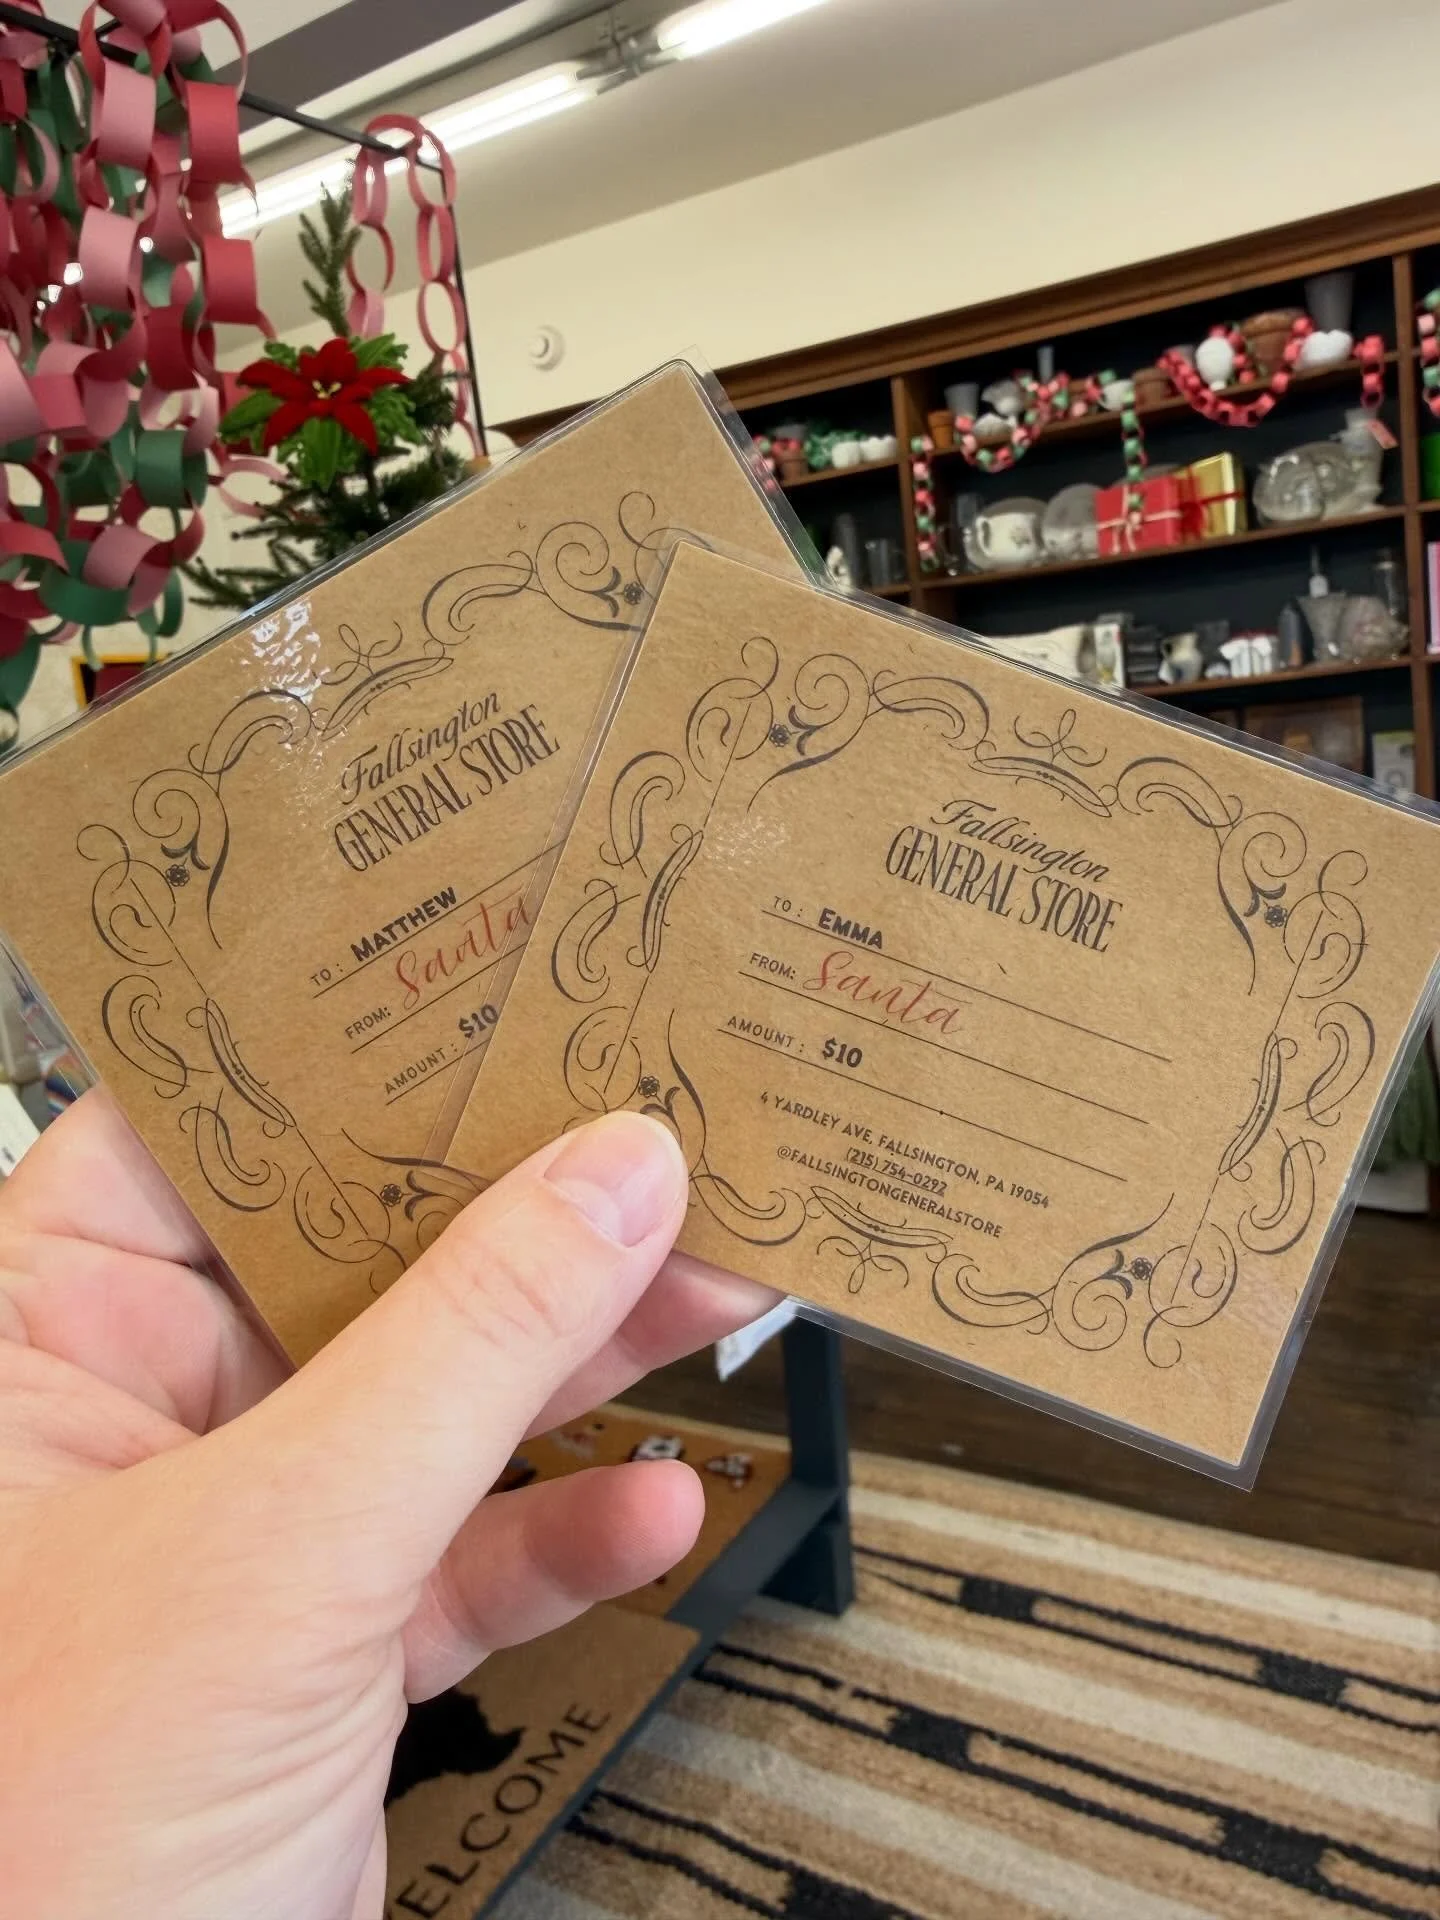 Fallsington
GENERAL STORE
TO : MATTHEW
FROM: Santa
AMOUNT : $10
Fallsington
GENERAL STORE
TO : EMMA
FROM: Santa
AMOUNT : $10
4 YARDLEY AVE, FALLSINGTON, PA 19054
(215) 754-0292
@FALLSINGTONGENERALSTORE
WELCOME